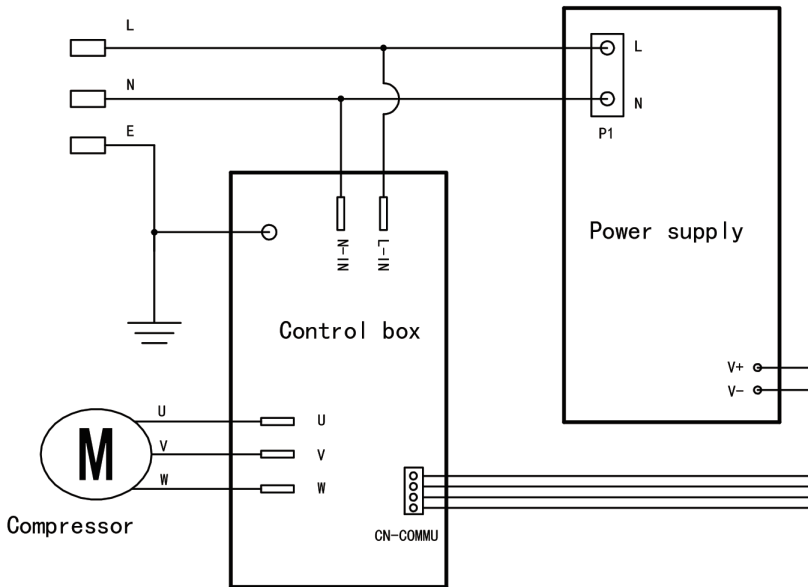 L
L
N
N
P1
E
N-IN
L-IN
Power supply
Control box
V+
V-
U
U
M
V
V
W
W
Compressor
CN-COMMU